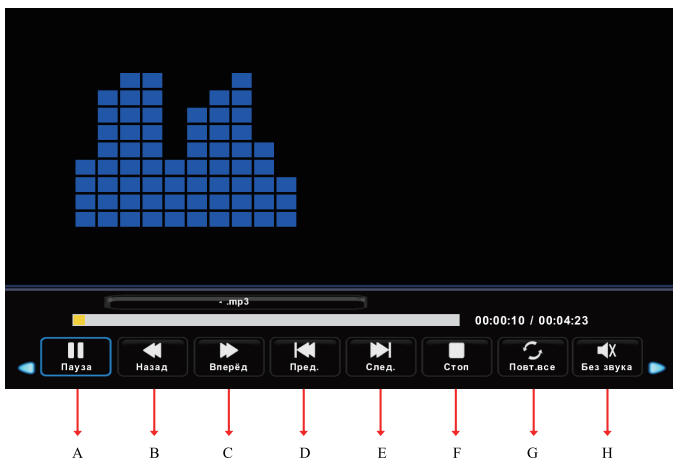 - .mp3
00:00:10 / 00:04:23
Пауза Назад Вперёд Пред. След. Стоп Повт.все Без звука
A B C D E F G H